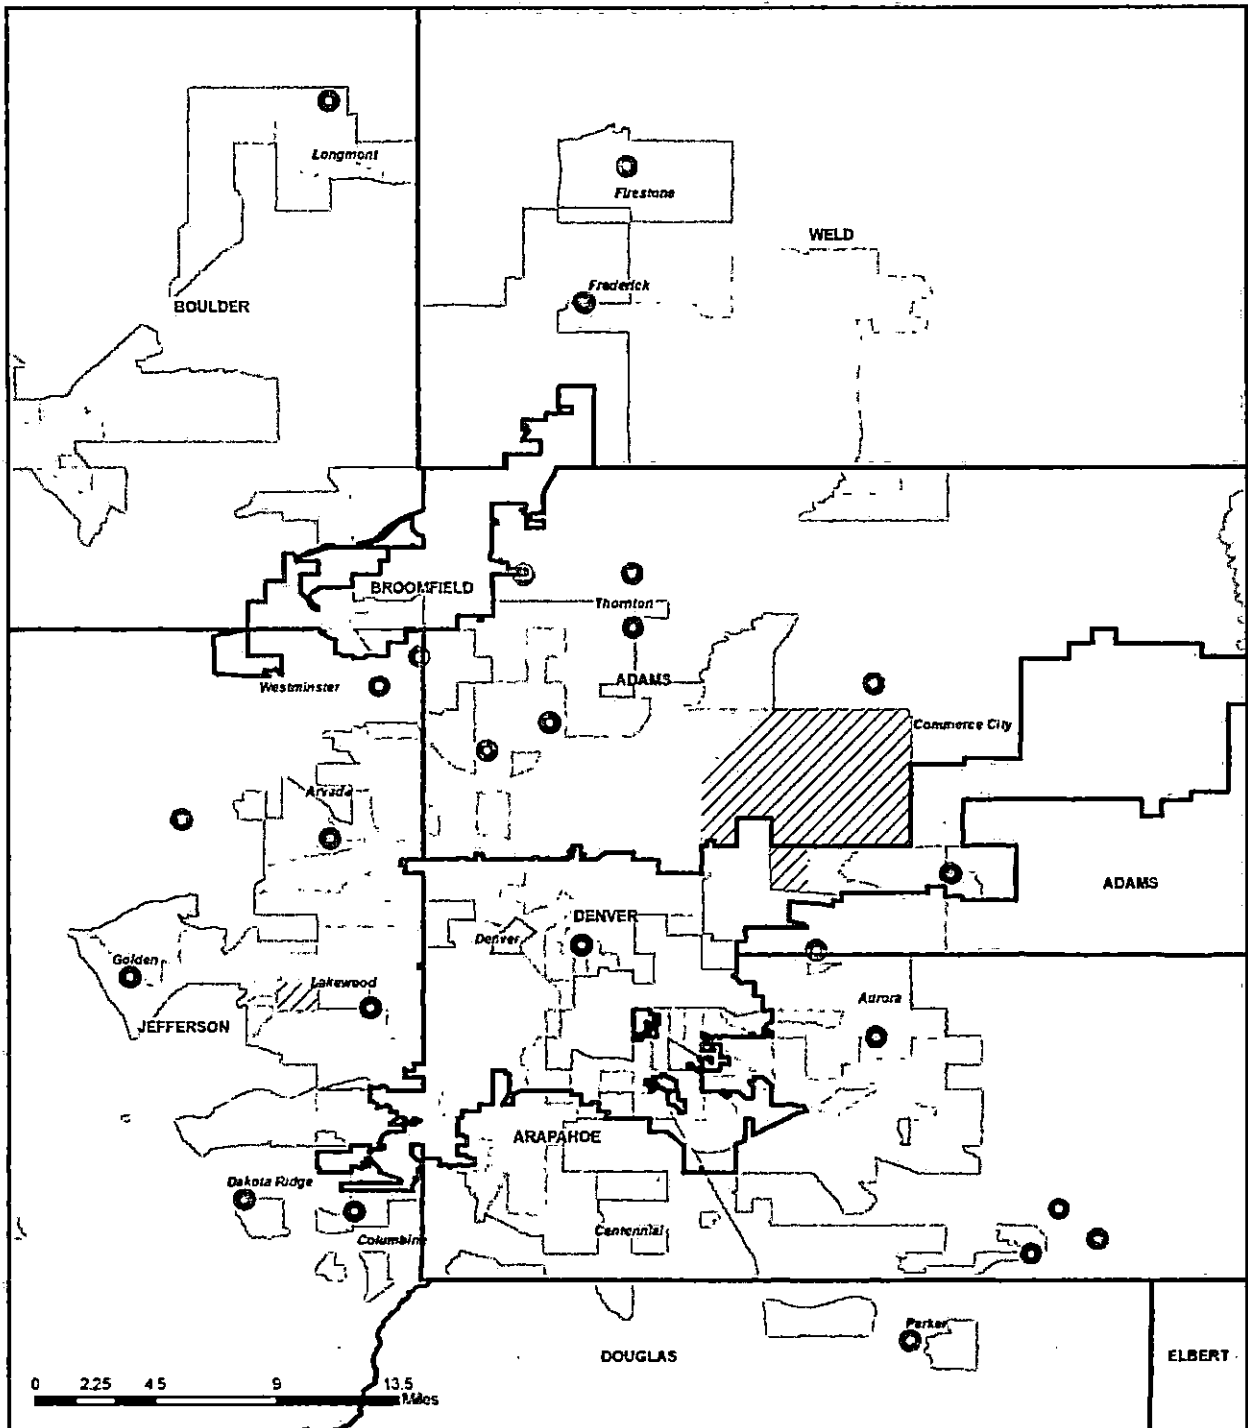 Longmont
Firestone
WELD
Frederick
BOULDER
BROOMFIELD
Thornton
ADAMS
Westminster
Commerce City
Arvada
ADAMS
DENVER
Denver
Golden
Lakewood
Aurora
JEFFERSON
ARAPAHOE
Dakota Ridge
Centennial
Columbine
Parker
DOUGLAS
ELBERT
0 2.25 4.5 9 13.5
Miles